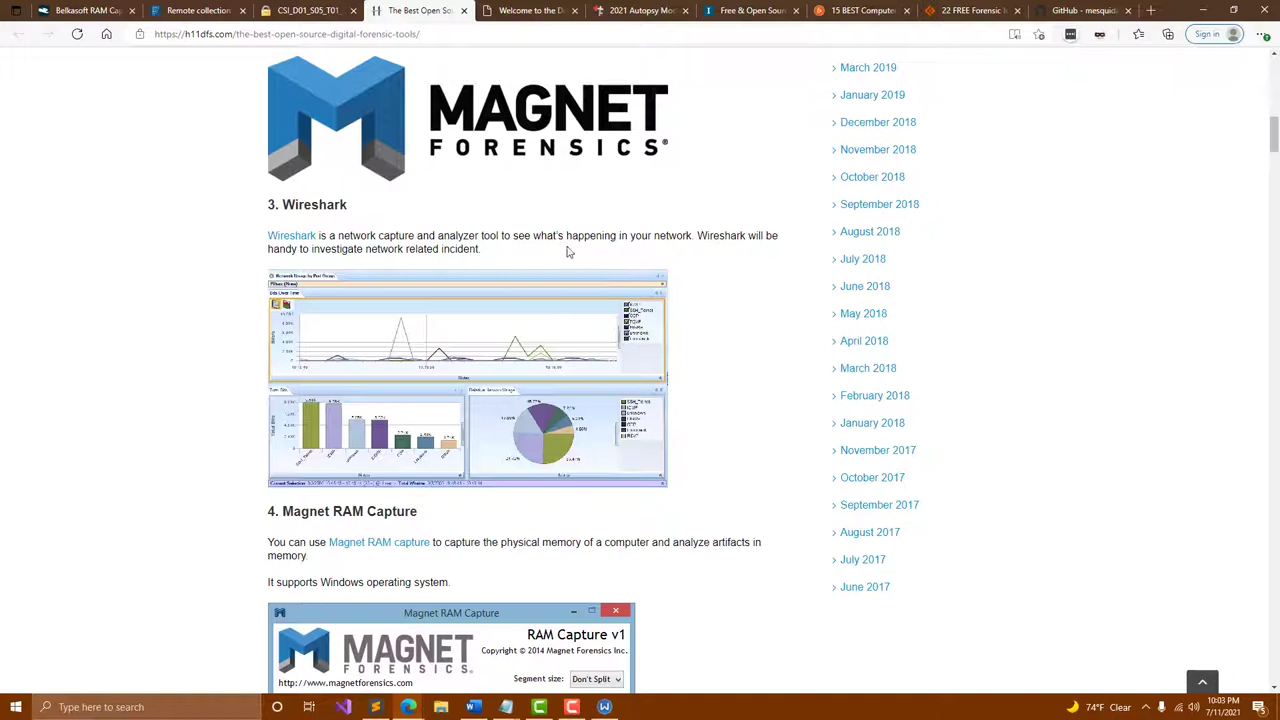 Belkasoft RAM Cap
Remote collection
CSI_D01_S05_T01
The Best Open Sou
Welcome to the D
2021 Autopsy Mod
Free & Open Sour
15 BEST Computer
22 FREE Forensic In
GitHub - mesquida
https://h11dfs.com/the-best-open-source-digital-forensic-tools/
Sign in
MAGNET
FORENSICS®
3. Wireshark
Wireshark is a network capture and analyzer tool to see what's happening in your network. Wireshark will be
handy to investigate network related incident.
4. Magnet RAM Capture
You can use Magnet RAM capture to capture the physical memory of a computer and analyze artifacts in
memory.
It supports Windows operating system.
Magnet RAM Capture
MAGNET
FORENSICS
RAM Capture v1
Copyright © 2014 Magnet Forensics Inc.
http://www.magnetforensics.com
Segment size:
Don't Split
March 2019
January 2019
December 2018
November 2018
October 2018
September 2018
August 2018
July 2018
June 2018
May 2018
April 2018
March 2018
February 2018
January 2018
November 2017
October 2017
September 2017
August 2017
July 2017
June 2017
Type here to search
74°F Clear
10:03 PM
7/11/2021